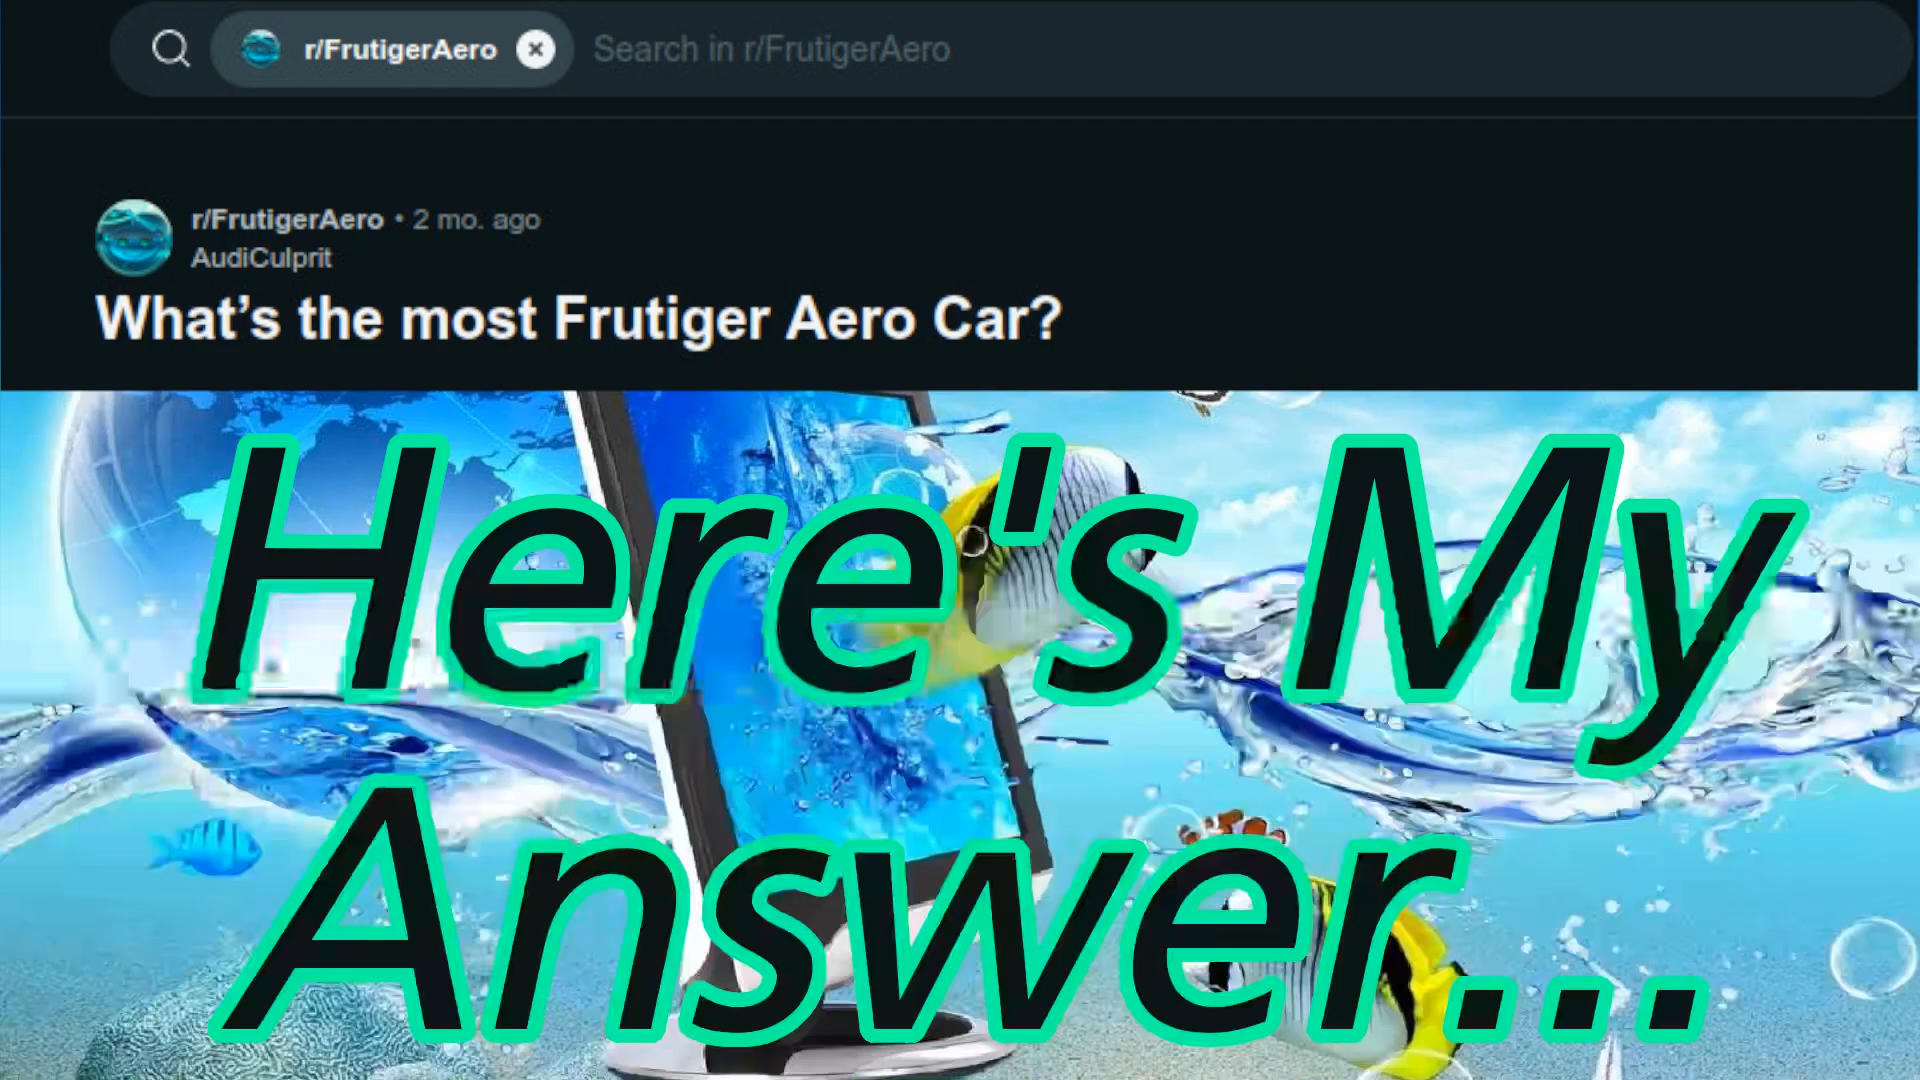 r/FrutigerAero Search in r/FrutigerAero
r/FrutigerAero • 2 mo. ago
AudiCulprit
What’s the most Frutiger Aero Car?
Here's My
Answer...